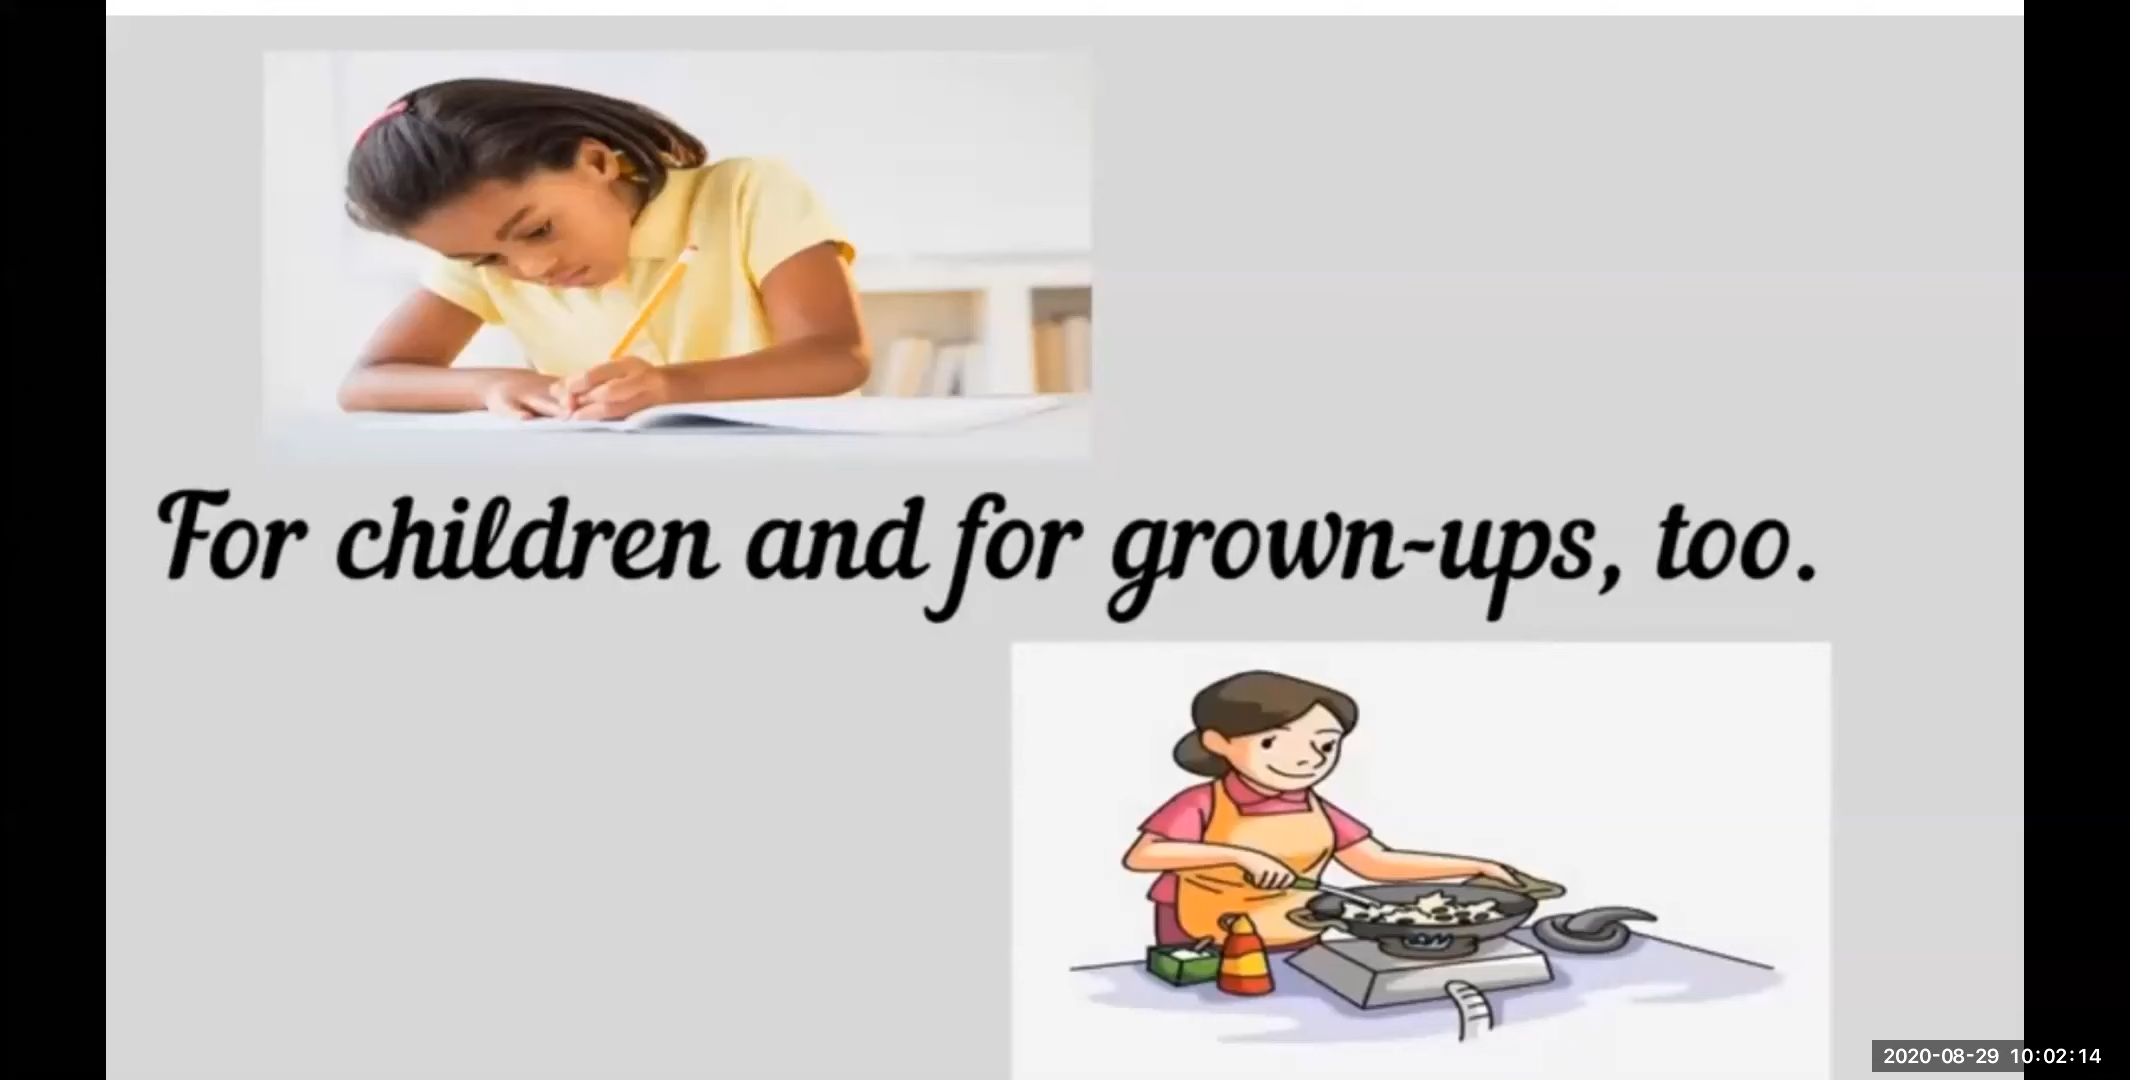 For children and for grown-ups, too.
2020-08-29 10:02:14